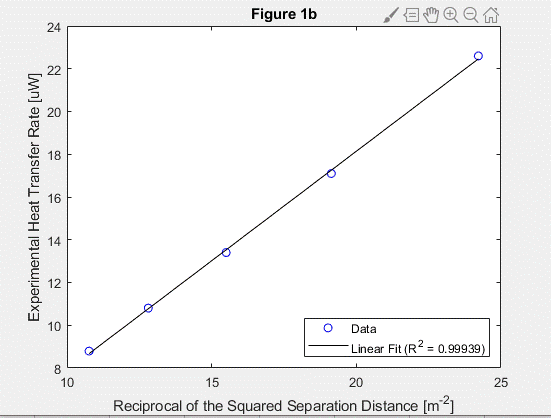 Figure 1b
Experimental Heat Transfer Rate [uW]
24
22
20
18
16
14
12
10
8
10
15
20
25
Data
Linear Fit (R² = 0.99939)
Reciprocal of the Squared Separation Distance [m⁻²]